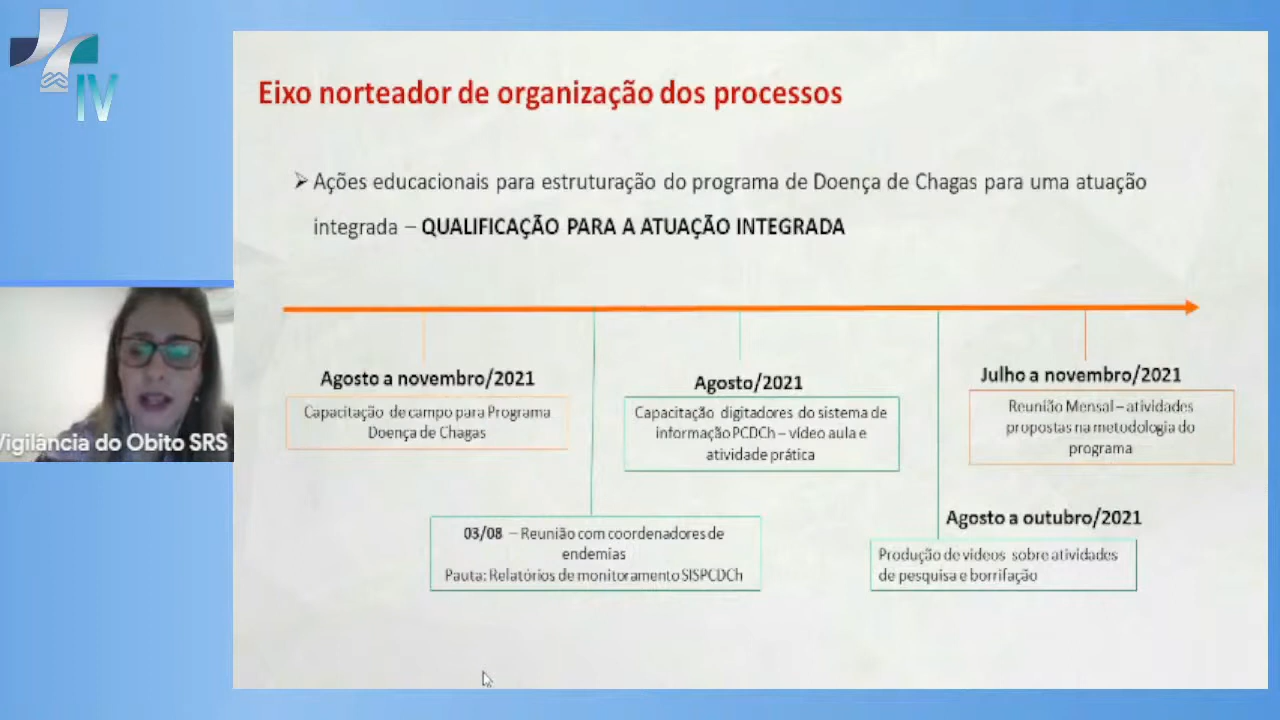 IV
Eixo norteador de organização dos processos
➢ Ações educacionais para estruturação do programa de Doença de Chagas para uma atuação
integrada – QUALIFICAÇÃO PARA A ATUAÇÃO INTEGRADA
Agosto a novembro/2021
Capacitação de campo para Programa
Doença de Chagas
03/08 – Reunião com coordenadores de
endemias
Pauta: Relatórios de monitoramento SISPCDCh
Agosto/2021
Capacitação digitadores do sistema de
informação PCDCh – vídeo aula e
atividade prática
Agosto a outubro/2021
Produção de vídeos sobre atividades
de pesquisa e borrifação
Julho a novembro/2021
Reunião Mensal – atividades
propostas na metodologia do
programa
Vigilância do Obito SRS